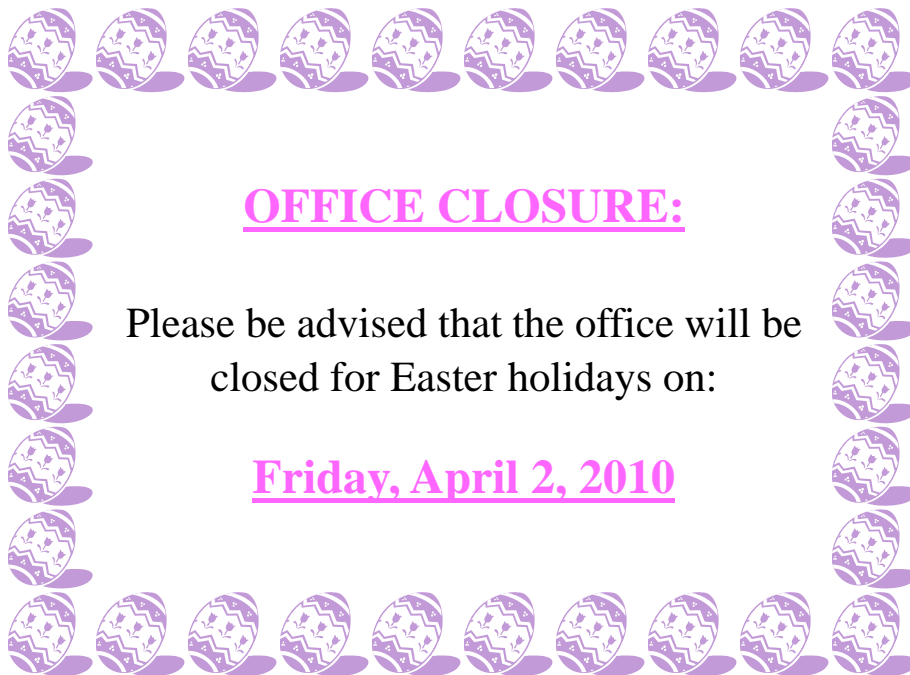 OFFICE CLOSURE:
Please be advised that the office will be
closed for Easter holidays on:
Friday, April 2, 2010